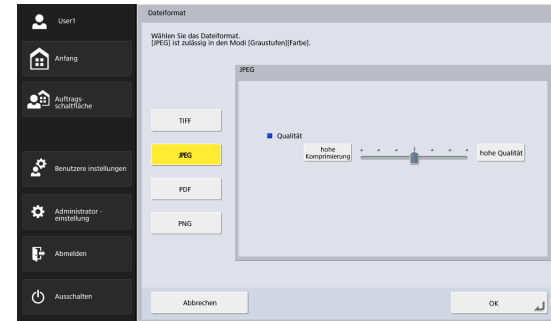 User1
Anfang
Auftrags-
schaltfläche
Benutzere instellungen
Administrator -
einstellung
Abmelden
Ausschalten
Dateiformat
Wählen Sie das Dateiformat.
[JPEG] ist zulässig in den Modi [Graustufen][Farbe].
TIFF
JPEG
PDF
PNG
JPEG
Qualität
hohe
Komprimierung
hohe Qualität
Abbrechen
OK